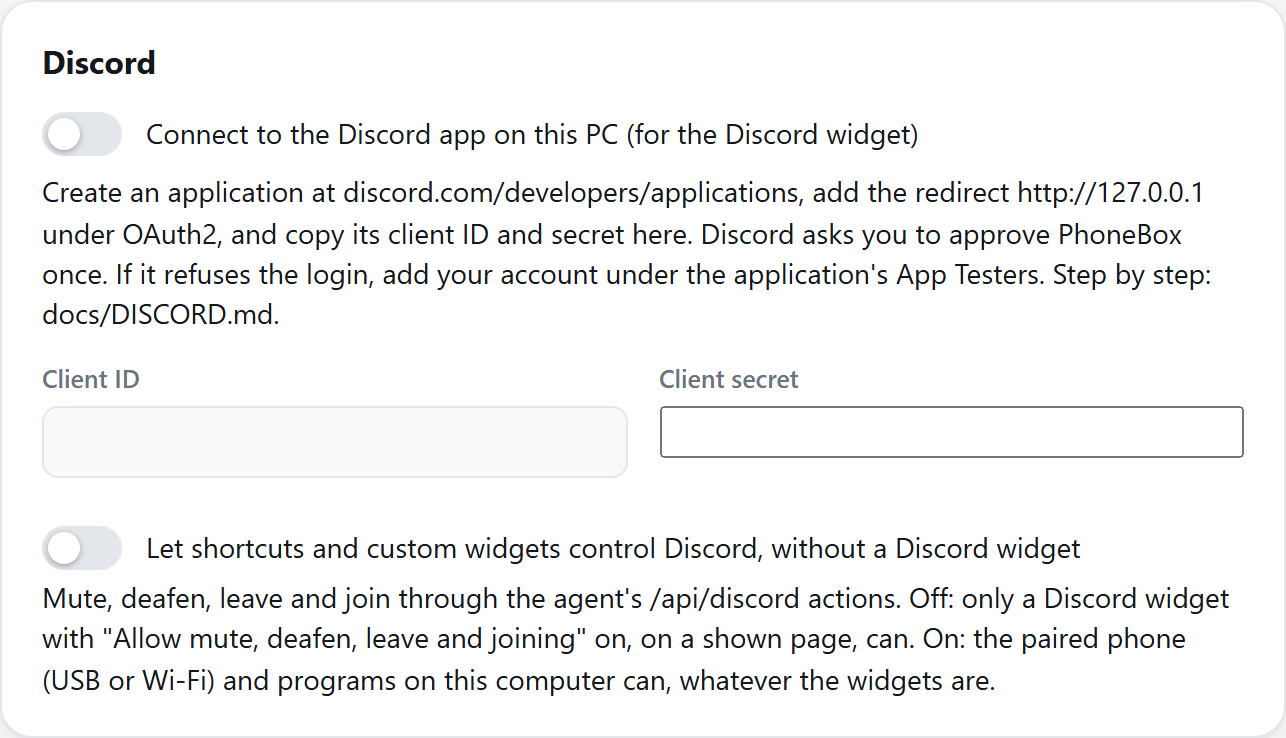 Discord
Connect to the Discord app on this PC (for the Discord widget)
Create an application at discord.com/developers/applications, add the redirect http://127.0.0.1
under OAuth2, and copy its client ID and secret here. Discord asks you to approve PhoneBox
once. If it refuses the login, add your account under the application's App Testers. Step by step:
docs/DISCORD.md.
Client ID
Client secret
Let shortcuts and custom widgets control Discord, without a Discord widget
Mute, deafen, leave and join through the agent's /api/discord actions. Off: only a Discord widget
with "Allow mute, deafen, leave and joining" on, on a shown page, can. On: the paired phone
(USB or Wi-Fi) and programs on this computer can, whatever the widgets are.